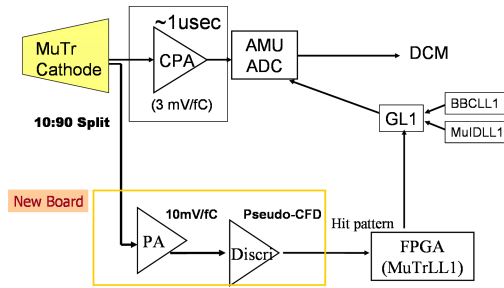 ~1usec
MuTr
Cathode
CPA
AMU
ADC
DCM
(3 mV/fC)
BBCLL1
GL1
MuIDLL1
10:90 Split
New Board
10mV/fC
Pseudo-CFD
Hit pattern
PA
Discri
FPGA
(MuTrLL1)